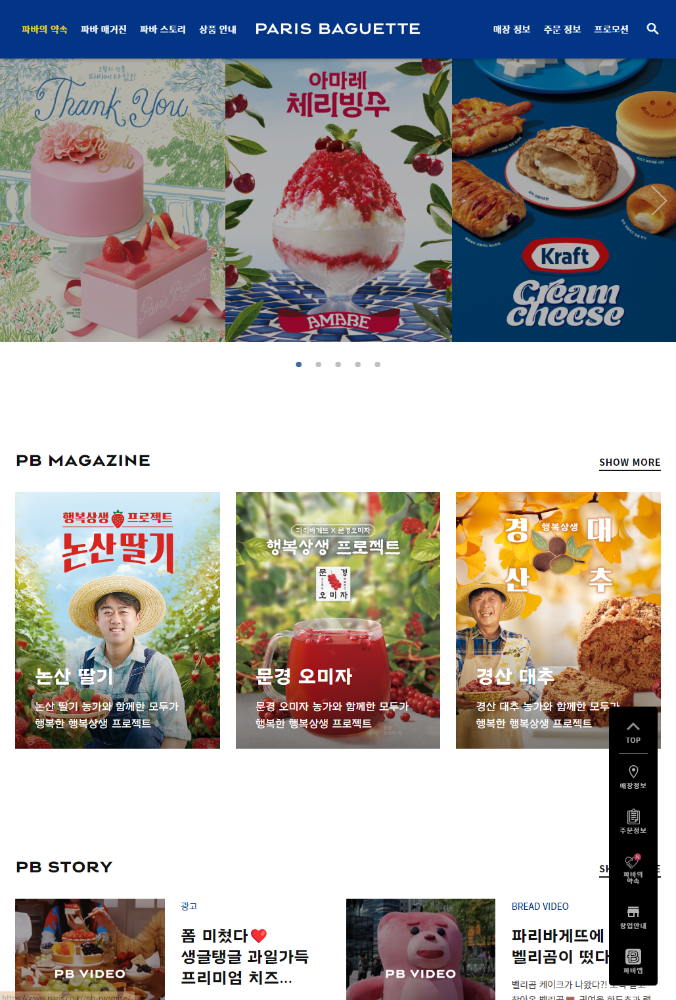 파바의 약속
파바 매거진
파바 스토리
상품 안내
PARIS BAGUETTE
매장 정보
주문 정보
프로모션
오월의 선물
파바에 다 있오!
Thank You
Thank You
Paris Baguette
아마레
체리빙수
AMARE
Kraft
Cream
cheese
PB MAGAZINE
SHOW MORE
행복상생 프로젝트
논산 딸기
논산 딸기
논산 딸기 농가와 함께한 모두가
행복한 행복상생 프로젝트
파리바게뜨 X 문경오미자
행복상생 프로젝트
문경
오미자
문경 오미자
문경 오미자 농가와 함께한 모두가
행복한 행복상생 프로젝트
행복상생
경산 대추
경산 대추
경산 대추 농가와 함께한 모두가
행복한 행복상생 프로젝트
TOP
매장정보
주문정보
N
파바의
약속
창업안내
파바앱
PB STORY
PB VIDEO
광고
폼 미쳤다❤️
생글탱글 과일가득
프리미엄 치즈...
PB VIDEO
BREAD VIDEO
파리바게뜨에
벨리곰이 떴다
벨리곰 케이크가 나왔다?!
https://www.paris.co.kr/pb-promise/